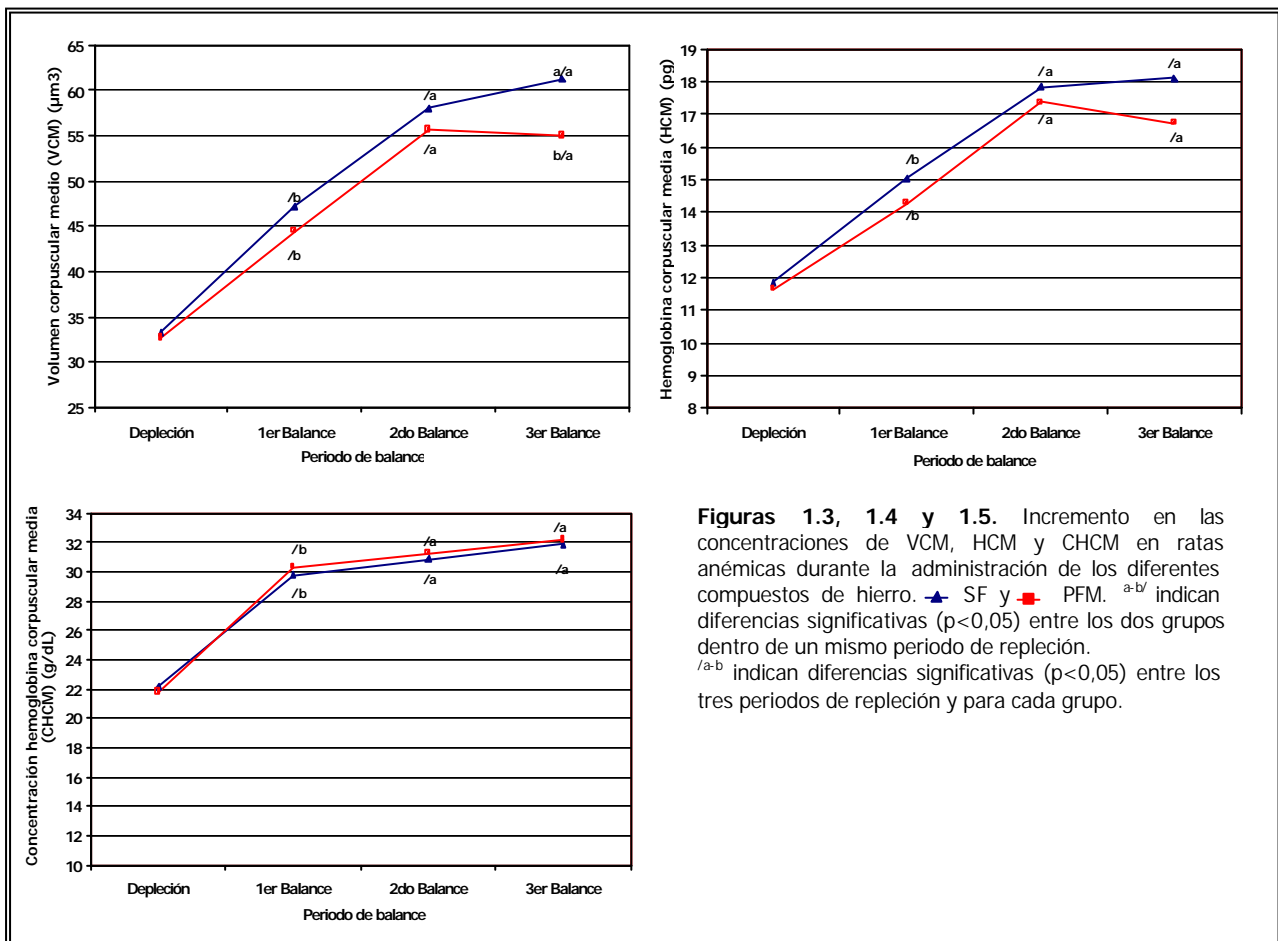 Volumen corpuscular medio (VCM) (µm3)
65
60
55
50
45
40
35
30
25
/b
/b
/a
/a
a/a
b/a
Depleción 1er Balance 2do Balance 3er Balance
Periodo de balance
Hemoglobina corpuscular media (HCM) (pg)
19
18
17
16
15
14
13
12
11
10
9
8
/b
/b
/a
/a
/a
/a
Depleción 1er Balance 2do Balance 3er Balance
Periodo de balance
Concentración hemoglobina corpuscular media
(CHCM) (g/dL)
34
32
30
28
26
24
22
20
18
16
14
12
10
/b
/b
/a
/a
/a
/a
Depleción 1er Balance 2do Balance 3er Balance
Periodo de balance
Figuras 1.3, 1.4 y 1.5. Incremento en las
concentraciones de VCM, HCM y CHCM en ratas
anémicas durante la administración de los diferentes
compuestos de hierro. SF y PFM. a-b/ indican
diferencias significativas (p<0,05) entre los dos grupos
dentro de un mismo periodo de repleción.
/a-b indican diferencias significativas (p<0,05) entre los
tres periodos de repleción y para cada grupo.